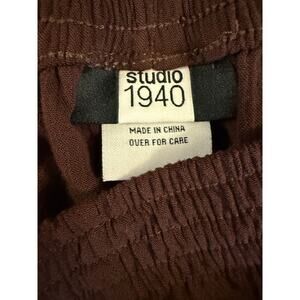 studio
1940
MADE IN CHINA
OVER FOR CARE